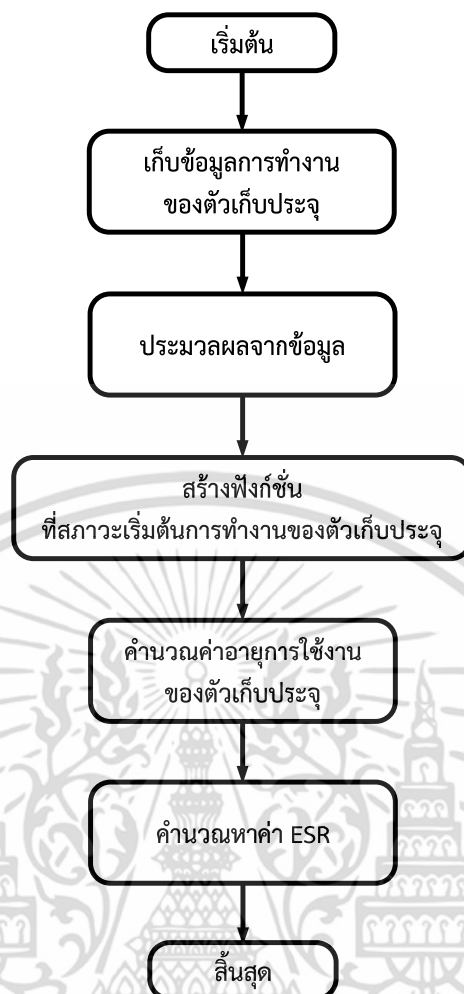 เริ่มต้น
เก็บข้อมูลการทำงาน
ของตัวเก็บประจุ
ประมวลผลจากข้อมูล
สร้างฟังก์ชั่น
ที่สภาวะเริ่มต้นการทำงานของตัวเก็บประจุ
คำนวณค่าอายุการใช้งาน
ของตัวเก็บประจุ
คำนวณหาค่า ESR
สิ้นสุด